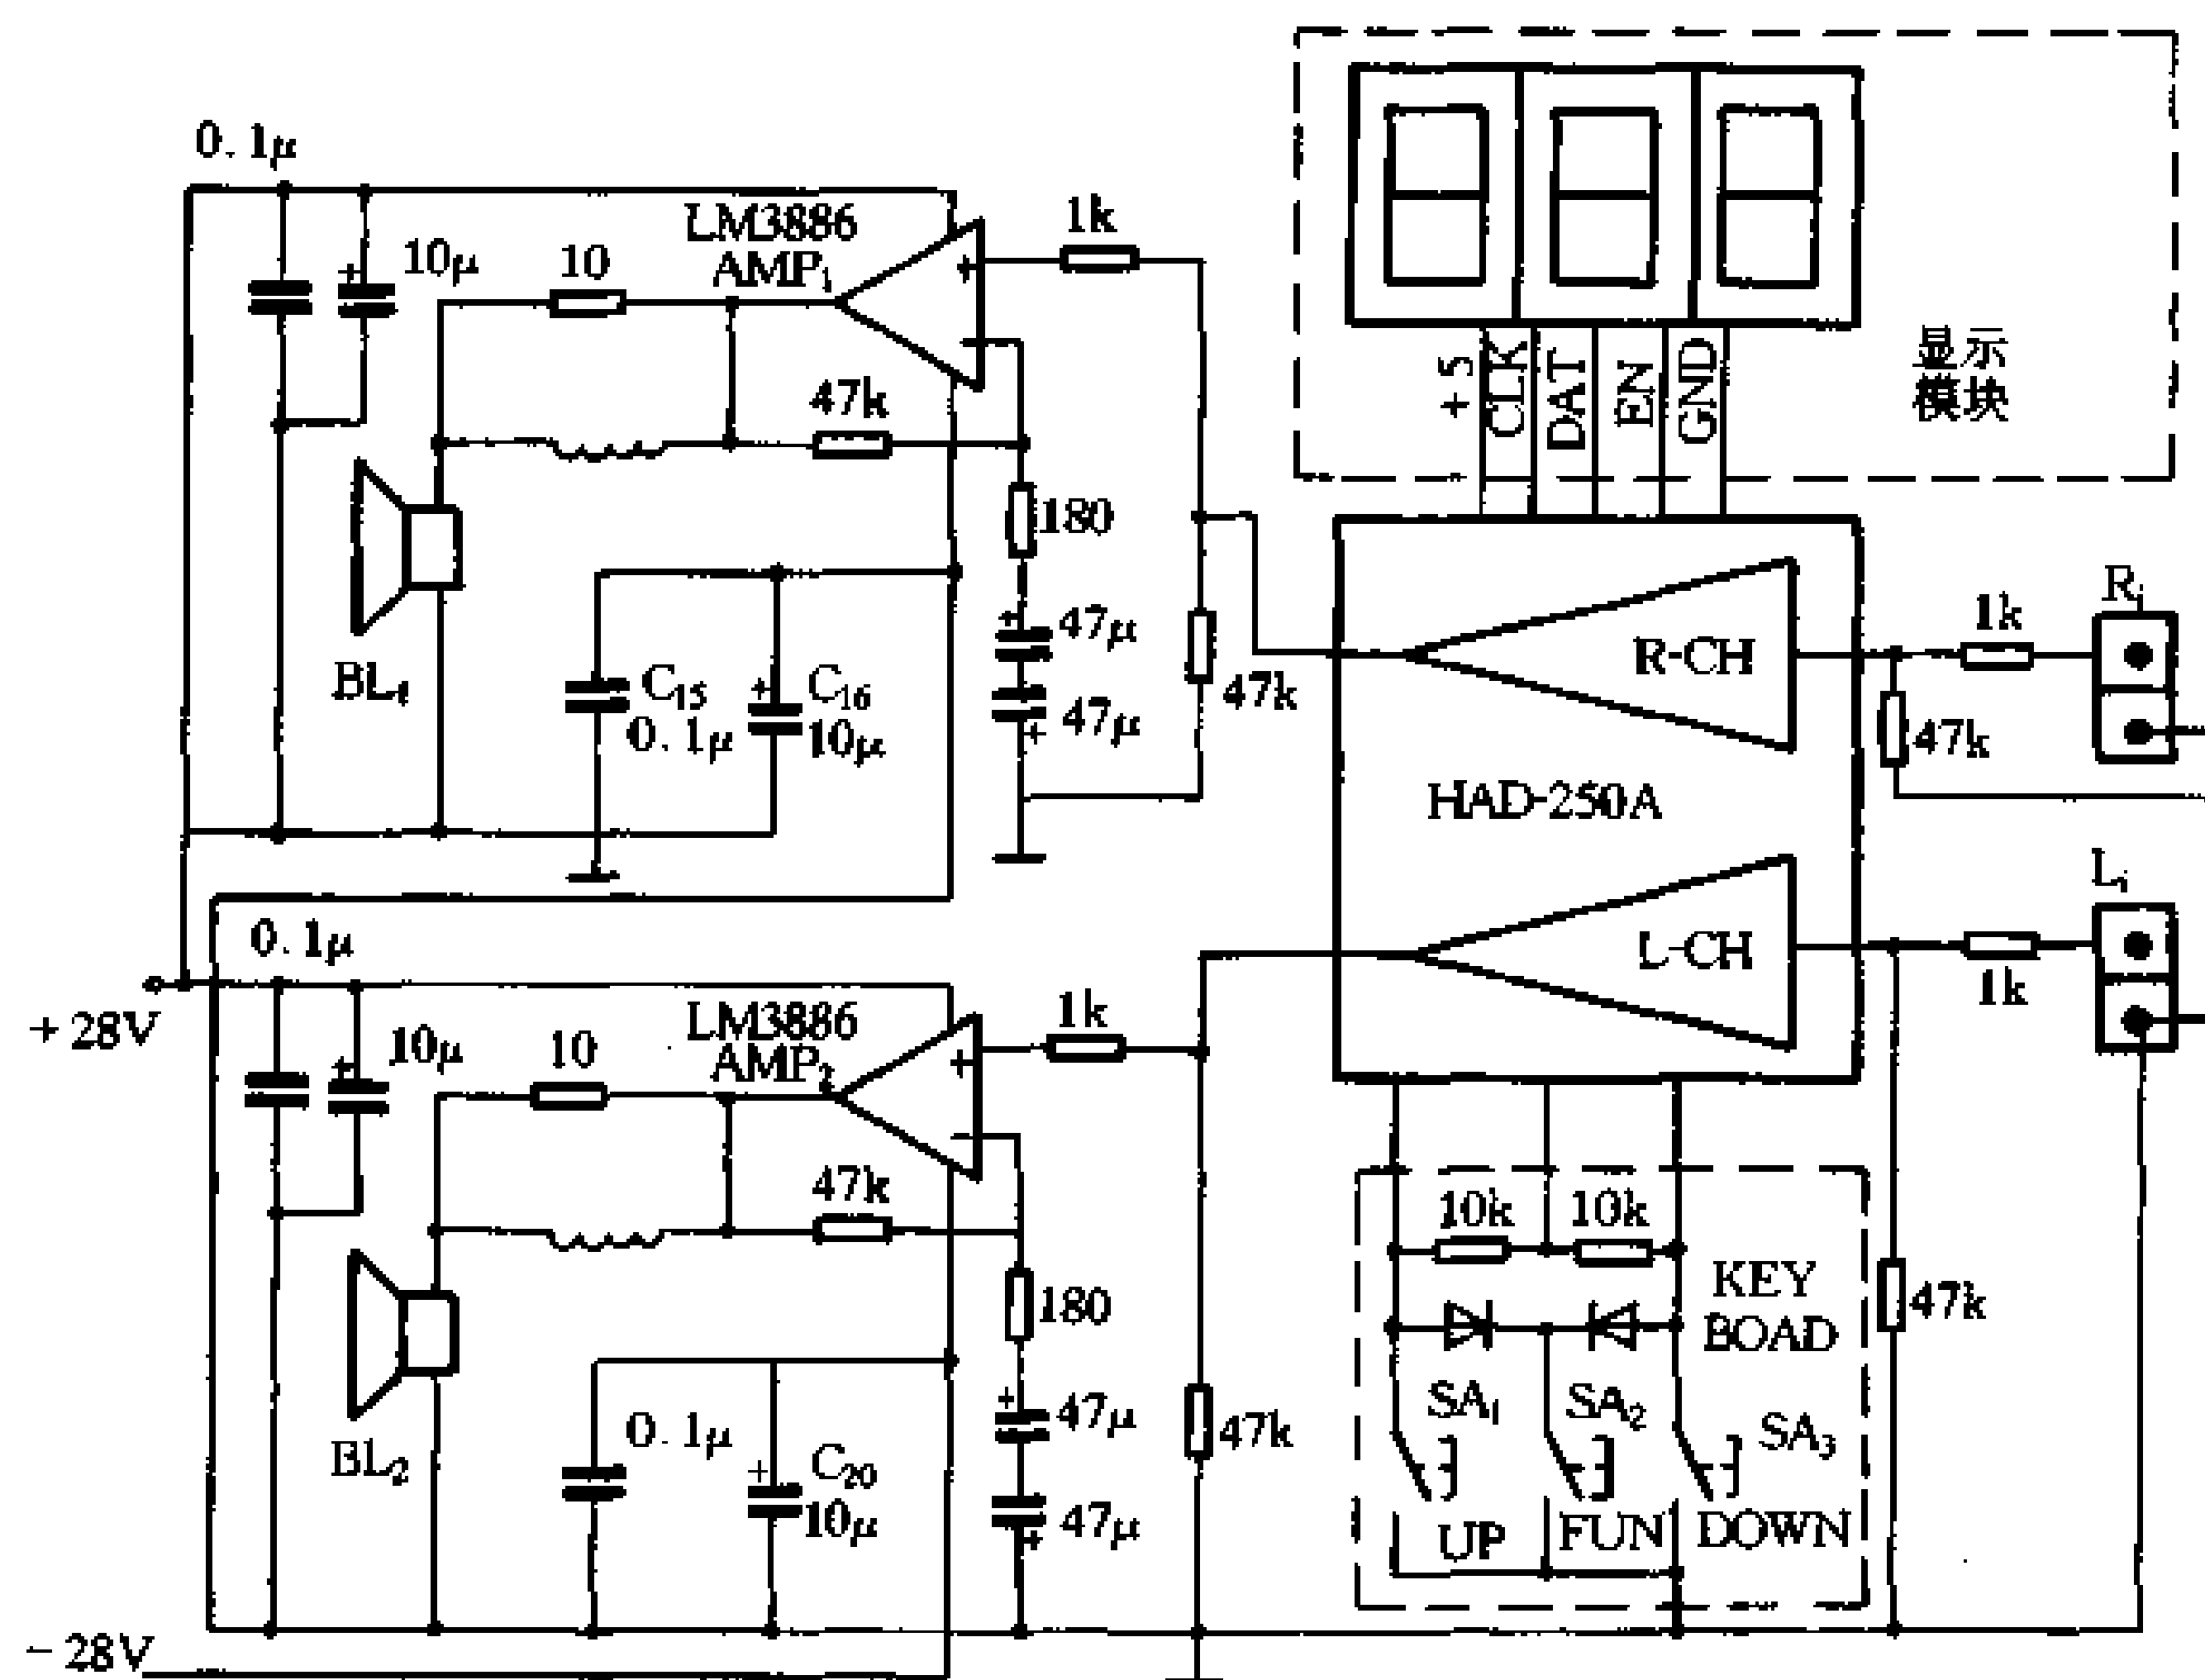 0.1μ
10μ
10
LM3886
AMP₁
+
−
1k
47k
180
+
47μ
47μ
+
47k
BL₁
C₁₅
0.1μ
+
C₁₆
10μ
+5
CLK
DAT
EN
GND
显示
模块
R-CH
HAD-250A
L-CH
Rᵢ
1k
47k
Lᵢ
1k
47k
+28V
0.1μ
+
10μ
10
LM3886
AMP₂
+
−
1k
47k
180
+
47μ
47μ
+
47k
BL₂
0.1μ
+
C₂₀
10μ
10k
10k
KEY
BOAD
SA₁
SA₂
SA₃
UP
FUN
DOWN
−28V